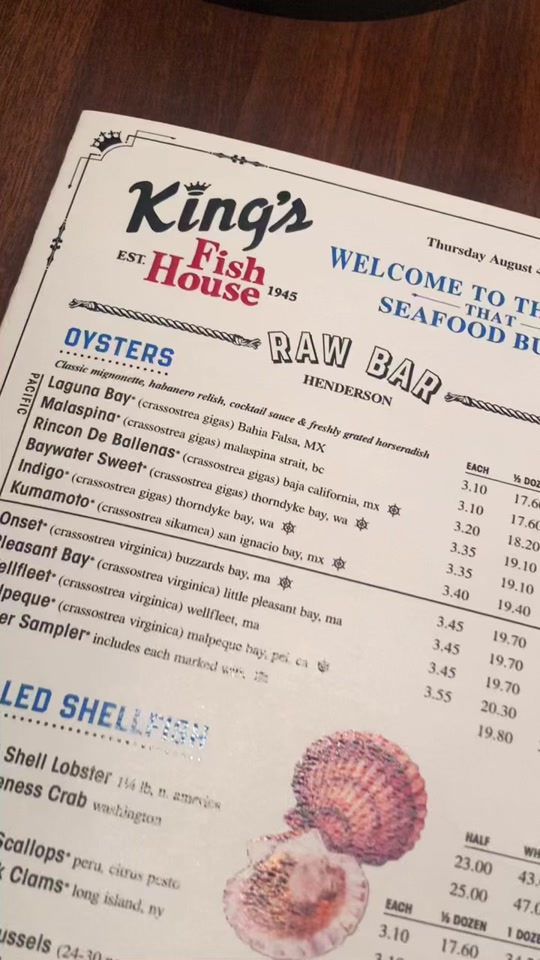 King's
Fish
EST. House 1945
Thursday August
WELCOME TO
THAT
SEAFOOD
RAW BAR
HENDERSON
OYSTERS
Classic mignonette, habanero relish, cocktail sauce & freshly grated horseradish
PACIFIC
EACH
Laguna Bay* (crassostrea gigas) Bahia Falsa, MX 3.10 17.6
Malaspina* (crassostrea gigas) malaspina strait, bc 3.10 17.60
Rincon De Ballenas* (crassostrea gigas) baja california, mx 3.20 18.20
Baywater Sweet* (crassostrea gigas) thorndyke bay, wa 3.35 19.10
Indigo* (crassostrea gigas) thorndyke bay, wa 3.35 19.10
Kumamoto* (crassostrea sikamea) san ignacio bay, mx 3.40 19.40
Onset* (crassostrea virginica) buzzards bay, ma 3.45 19.70
leasant Bay* (crassostrea virginica) little pleasant bay, ma 3.45 19.70
ellfleet* (crassostrea virginica) wellfleet, ma 3.45 19.70
lpeque* (crassostrea virginica) malpeque bay, pei, ca 3.55 20.30
er Sampler* includes each marked with 19.80
LED SHELLFISH
HALF
Shell Lobster 1¼ lb, n. america 23.00 43.
eness Crab washington 25.00 47.0
EACH ½ DOZEN 1 DOZE
Scallops* peru, citrus pesto 3.10 17.60
k Clams* long island, ny
ussels (24-30